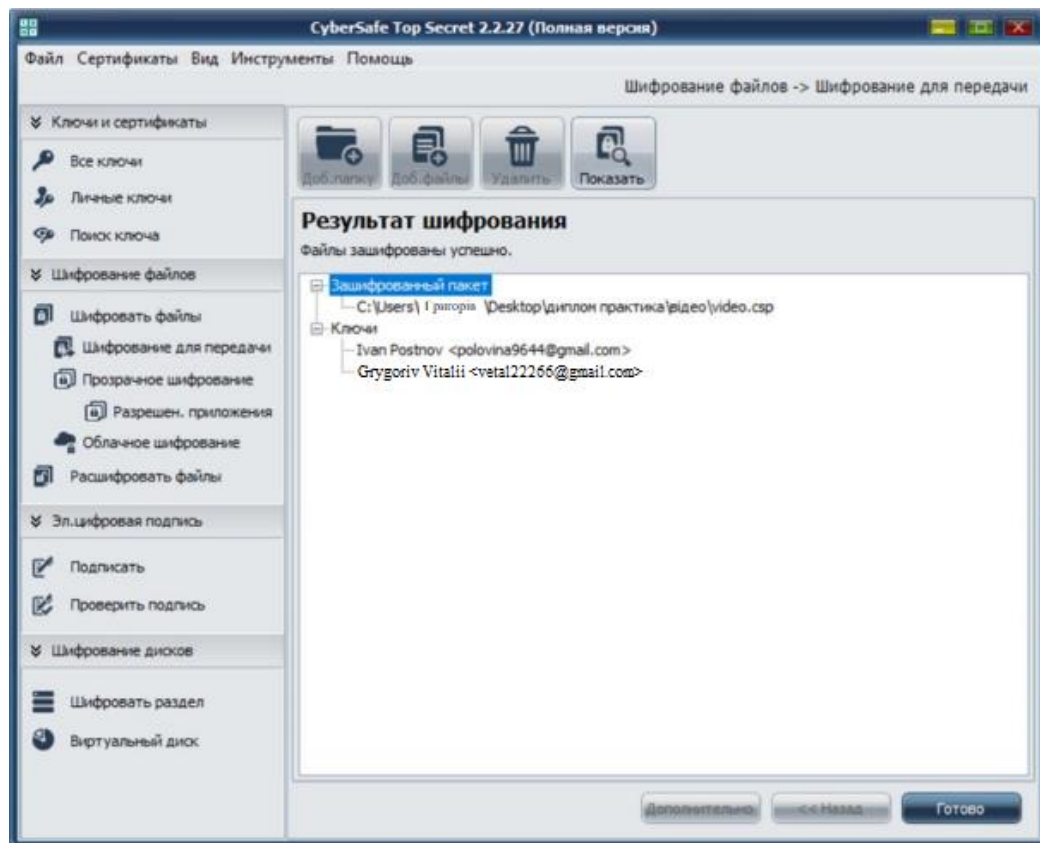 CyberSafe Top Secret 2.2.27 (Полная версия)
Файл Сертификаты Вид Инструменты Помощь
Шифрование файлов -> Шифрование для передачи
Ключи и сертификаты
Все ключи
Личные ключи
Поиск ключа
Шифрование файлов
Шифровать файлы
Шифрование для передачи
Прозрачное шифрование
Разрешен. приложения
Облачное шифрование
Расшифровать файлы
Эл.цифровая подпись
Подписать
Проверить подпись
Шифрование дисков
Шифровать раздел
Виртуальный диск
Доб.папку Доб.файлы Удалить Показать
Результат шифрования
Файлы зашифрованы успешно.
Зашифрованный пакет
C:\Users\ Григорів \Desktop\диплом практика\відео\video.csp
Ключи
Ivan Postnov <polovina9644@gmail.com>
Grygoriv Vitalii <vetal22266@gmail.com>
Дополнительно << Назад Готово